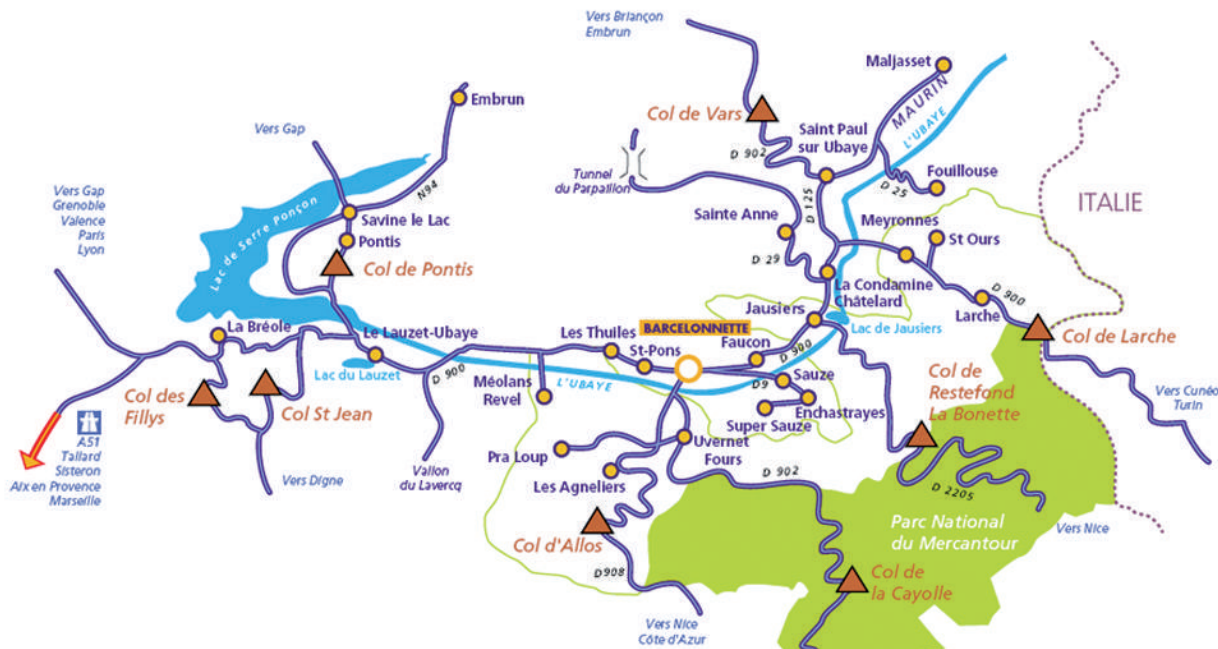 Vers Briançon
Embrun
Maljasset
MAURIN
L'UBAYE
Embrun
Col de Vars
Saint Paul
sur Ubaye
Vers Gap
D 902
Tunnel
du Parpaillon
Fouillouse
D 25
N94
Vers Gap
Grenoble
Valence
Paris
Lyon
Lac de Serre Ponçon
D 125
ITALIE
Savine le Lac
Sainte Anne
Meyronnes
St Ours
Pontis
Col de Pontis
D 29
La Condamine
Châtelard
D 900
Larche
Jausiers
Lac de Jausiers
Col de Larche
La Bréole
Le Lauzet-Ubaye
Les Thuiles
BARCELONNETTE
Faucon
D 900
St-Pons
Lac du Lauzet
D 900
L'UBAYE
D9
Sauze
Col de
Restefond
La Bonette
Méolans
Revel
Enchastrayes
Super Sauze
Col des
Fillys
Col St Jean
Vers Cunéo
Turin
A51
Tallard
Sisteron
Aix en Provence
Marseille
Uvernet
Fours
Pra Loup
Vallon
du Lavercq
Vers Digne
D 902
Les Agneliers
D 2205
Parc National
du Mercantour
Vers Nice
Col d'Allos
D908
Col de
la Cayolle
Vers Nice
Côte d'Azur